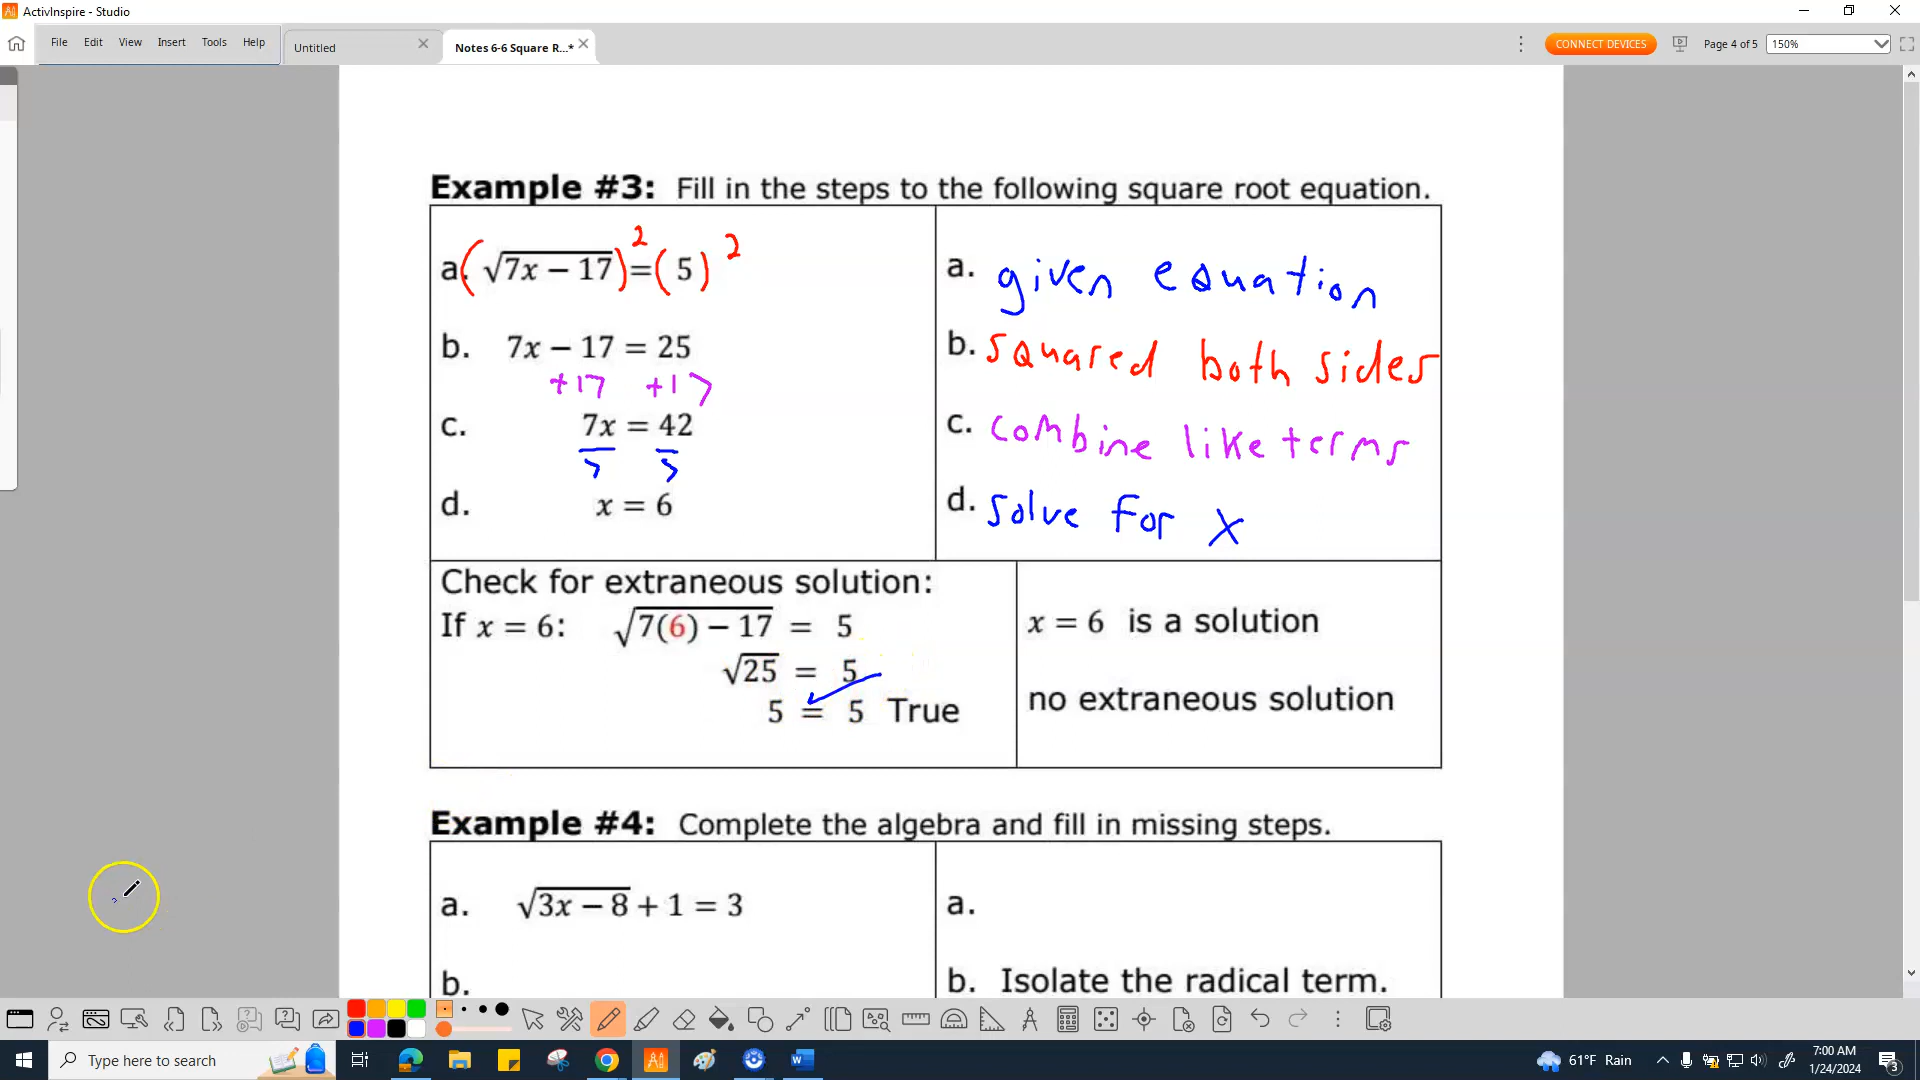 ActivInspire - Studio
File Edit View Insert Tools Help
Untitled
Notes 6-6 Square R...*
CONNECT DEVICES
Page 4 of 5
150%
Example #3: Fill in the steps to the following square root equation.
a. (√7x − 17)² = (5)²
a. given equation
b. 7x − 17 = 25
b. squared both sides
+17 +17
c. 7x = 42
c. combine like terms
7 7
d. x = 6
d. solve for x
Check for extraneous solution:
If x = 6: √7(6) − 17 = 5
x = 6 is a solution
√25 = 5
5 = 5 True
no extraneous solution
Example #4: Complete the algebra and fill in missing steps.
a. √3x − 8 + 1 = 3
a.
b.
b. Isolate the radical term.
Type here to search
61°F Rain
7:00 AM
1/24/2024
3